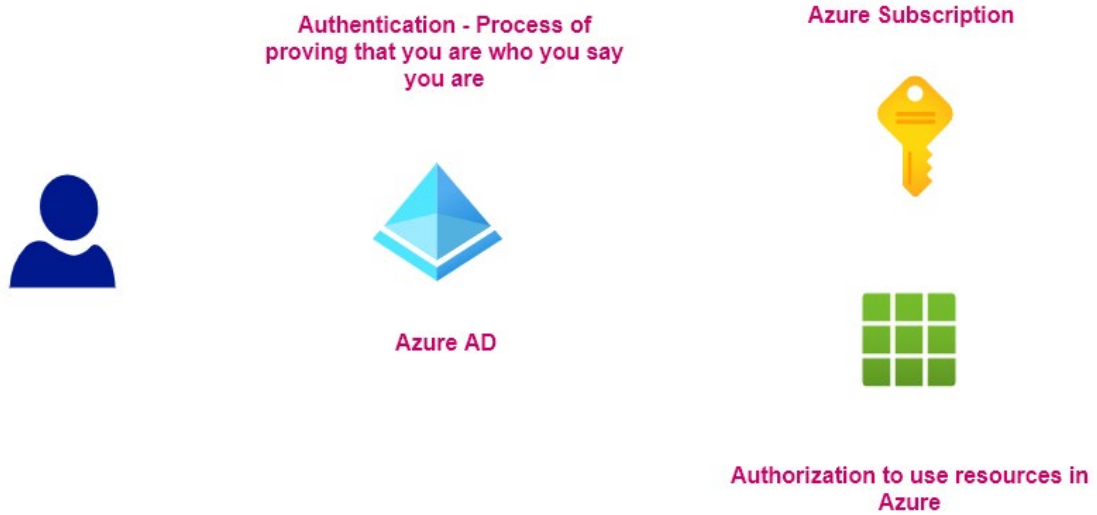 Authentication - Process of
proving that you are who you say
you are
Azure Subscription
Azure AD
Authorization to use resources in
Azure